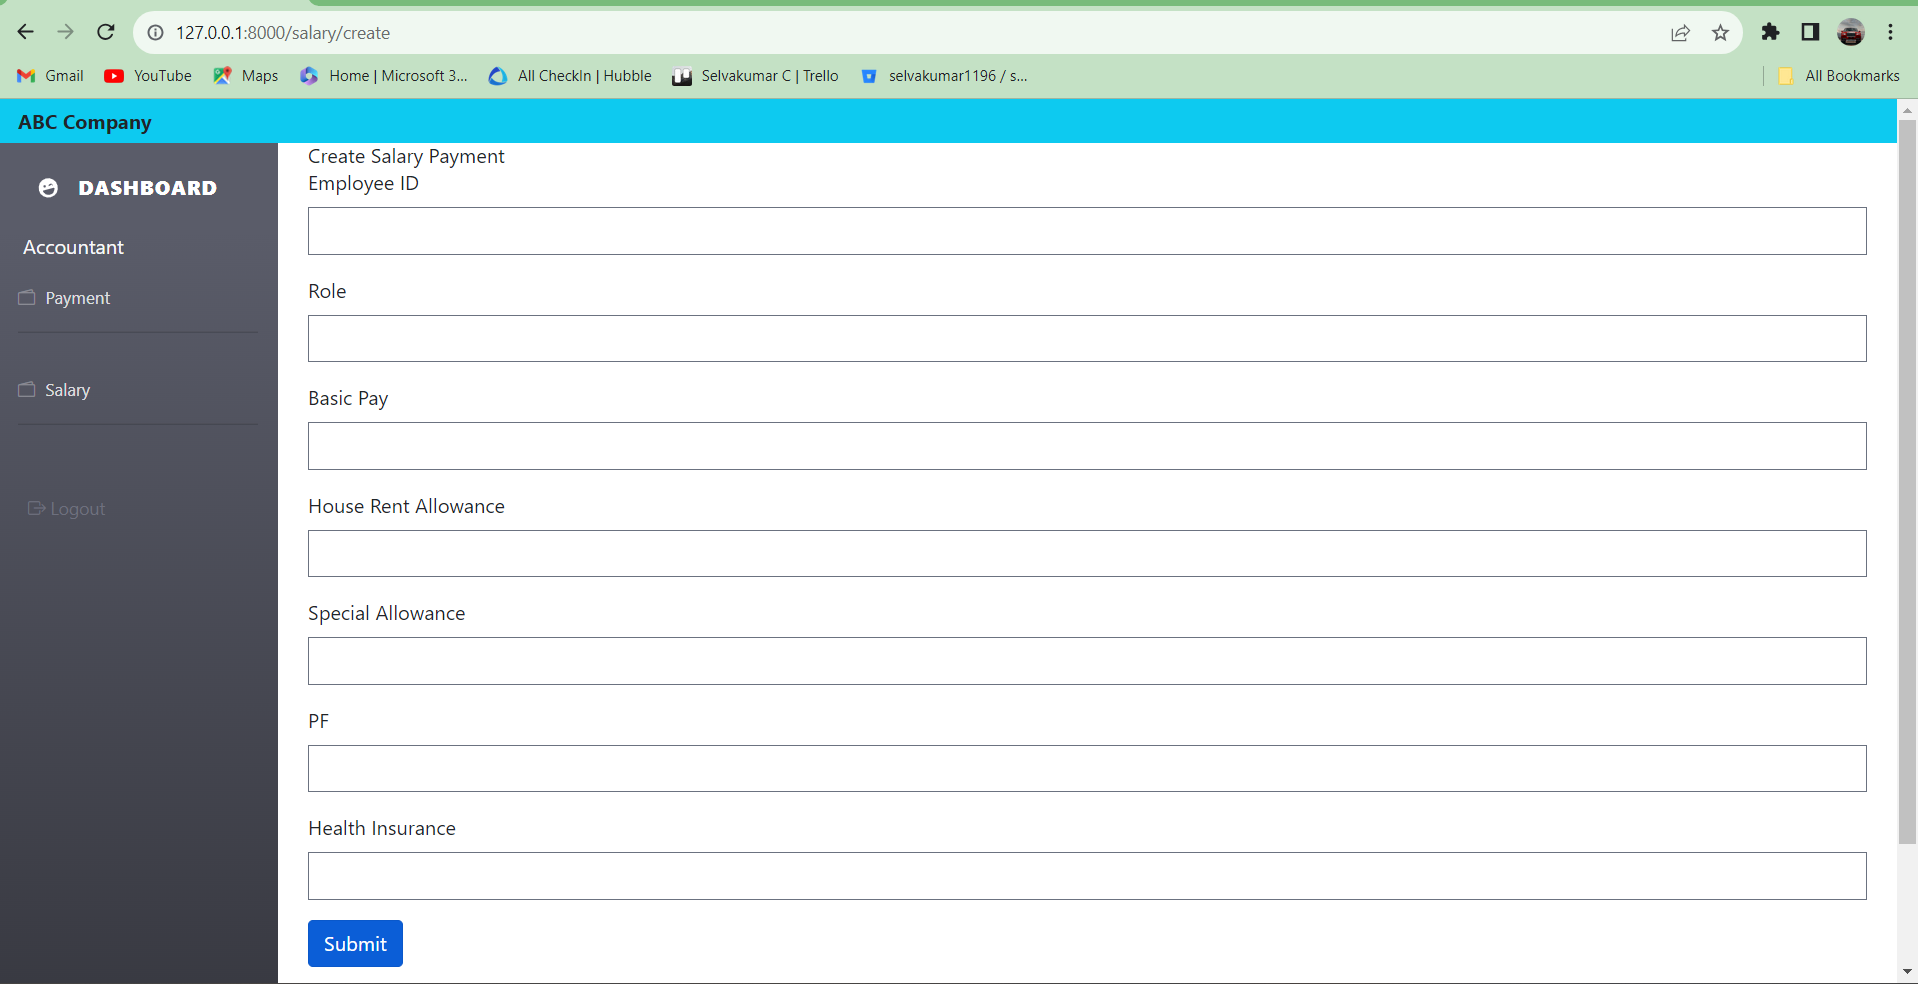 127.0.0.1:8000/salary/create
Gmail YouTube Maps Home | Microsoft 3... All CheckIn | Hubble Selvakumar C | Trello selvakumar1196 / s... All Bookmarks
ABC Company
DASHBOARD
Accountant
Payment
Salary
Logout
Create Salary Payment
Employee ID
Role
Basic Pay
House Rent Allowance
Special Allowance
PF
Health Insurance
Submit